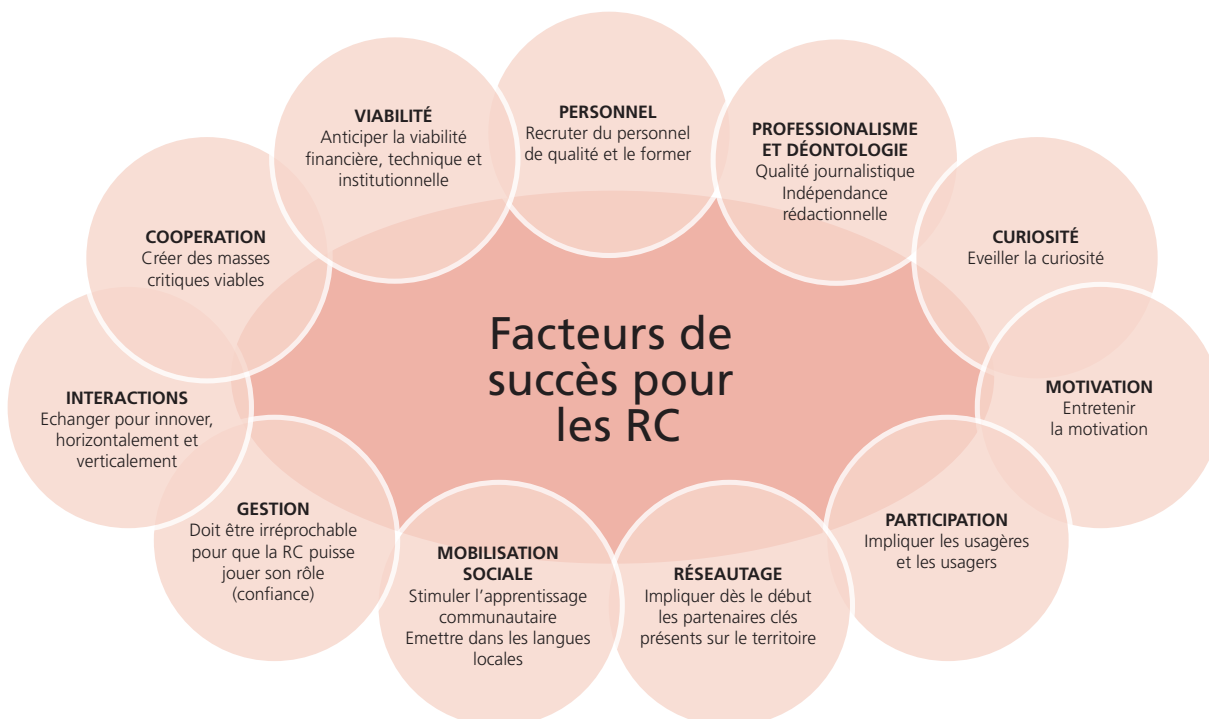 VIABILITÉ
Anticiper la viabilité
financière, technique et
institutionnelle
PERSONNEL
Recruter du personnel
de qualité et le former
PROFESSIONALISME
ET DÉONTOLOGIE
Qualité journalistique
Indépendance
rédactionnelle
CURIOSITÉ
Eveiller la curiosité
MOTIVATION
Entretenir
la motivation
PARTICIPATION
Impliquer les usagères
et les usagers
RÉSEAUTAGE
Impliquer dès le début
les partenaires clés
présents sur le territoire
MOBILISATION
SOCIALE
Stimuler l’apprentissage
communautaire
Emettre dans les langues
locales
GESTION
Doit être irréprochable
pour que la RC puisse
jouer son rôle
(confiance)
INTERACTIONS
Echanger pour innover,
horizontalement et
verticalement
COOPERATION
Créer des masses
critiques viables
Facteurs de
succès pour
les RC